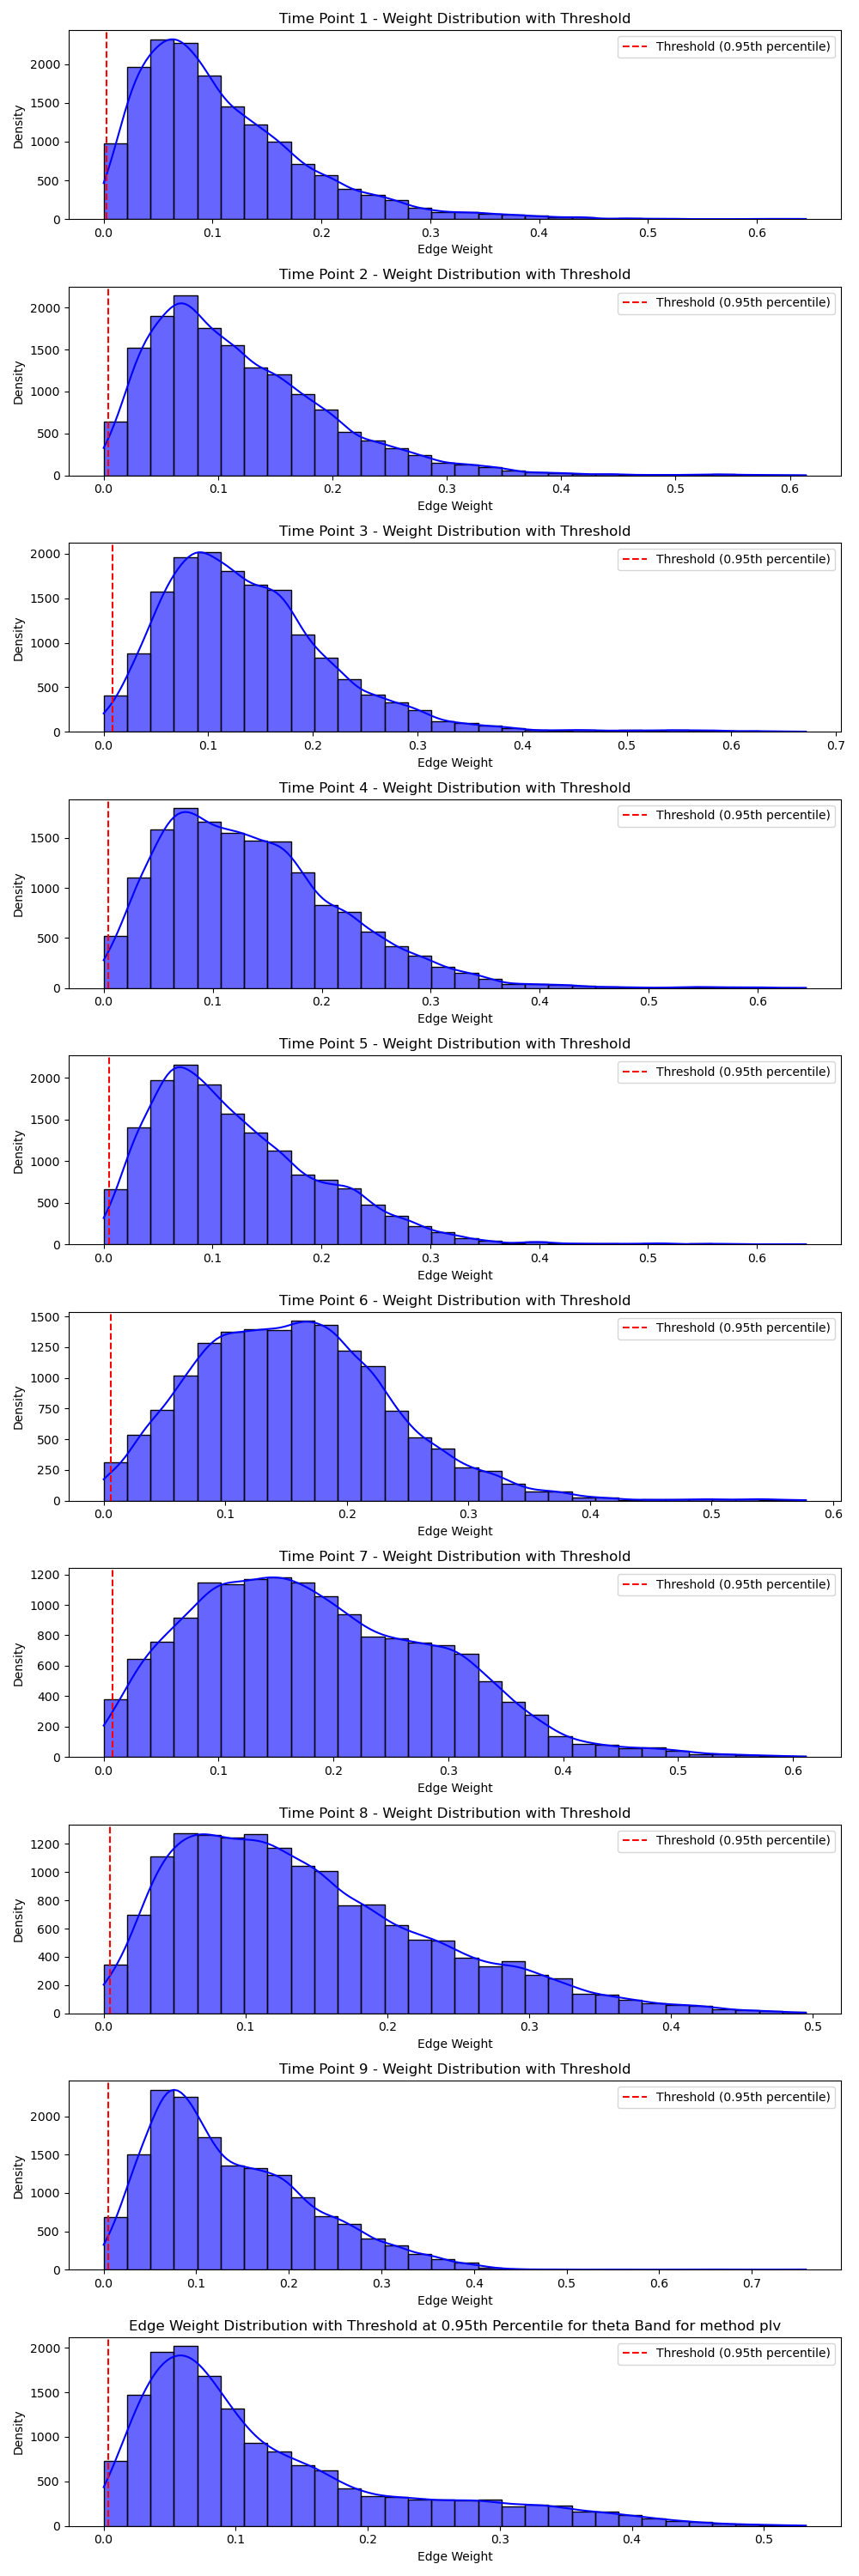 Time Point 1 - Weight Distribution with Threshold
Threshold (0.95th percentile)
Density
2000
1500
1000
500
0
0.0 0.1 0.2 0.3 0.4 0.5 0.6
Edge Weight
Time Point 2 - Weight Distribution with Threshold
Threshold (0.95th percentile)
Density
2000
1500
1000
500
0
0.0 0.1 0.2 0.3 0.4 0.5 0.6
Edge Weight
Time Point 3 - Weight Distribution with Threshold
Threshold (0.95th percentile)
Density
2000
1500
1000
500
0
0.0 0.1 0.2 0.3 0.4 0.5 0.6 0.7
Edge Weight
Time Point 4 - Weight Distribution with Threshold
Threshold (0.95th percentile)
Density
1500
1000
500
0
0.0 0.1 0.2 0.3 0.4 0.5 0.6
Edge Weight
Time Point 5 - Weight Distribution with Threshold
Threshold (0.95th percentile)
Density
2000
1500
1000
500
0
0.0 0.1 0.2 0.3 0.4 0.5 0.6
Edge Weight
Time Point 6 - Weight Distribution with Threshold
Threshold (0.95th percentile)
Density
1500
1250
1000
750
500
250
0
0.0 0.1 0.2 0.3 0.4 0.5 0.6
Edge Weight
Time Point 7 - Weight Distribution with Threshold
Threshold (0.95th percentile)
Density
1200
1000
800
600
400
200
0
0.0 0.1 0.2 0.3 0.4 0.5 0.6
Edge Weight
Time Point 8 - Weight Distribution with Threshold
Threshold (0.95th percentile)
Density
1200
1000
800
600
400
200
0
0.0 0.1 0.2 0.3 0.4 0.5
Edge Weight
Time Point 9 - Weight Distribution with Threshold
Threshold (0.95th percentile)
Density
2000
1500
1000
500
0
0.0 0.1 0.2 0.3 0.4 0.5 0.6 0.7
Edge Weight
Edge Weight Distribution with Threshold at 0.95th Percentile for theta Band for method plv
Threshold (0.95th percentile)
Density
2000
1500
1000
500
0
0.0 0.1 0.2 0.3 0.4 0.5
Edge Weight